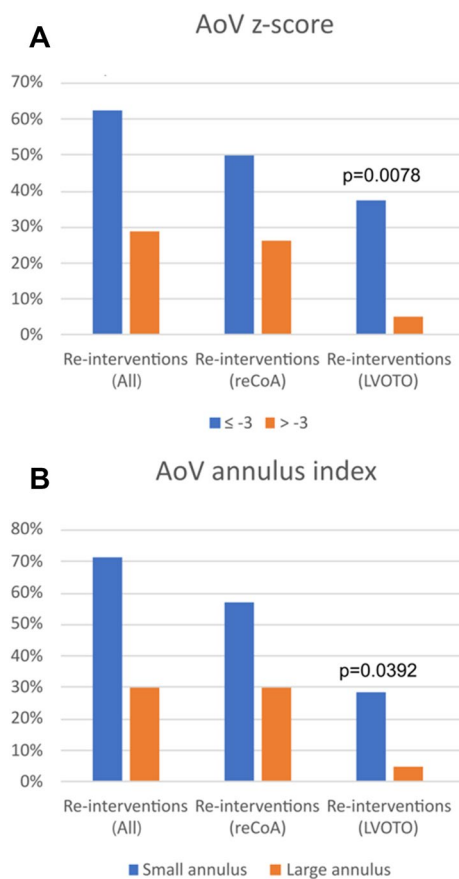 A
AoV z-score
70%
60%
50%
40%
30%
20%
10%
0%
p=0.0078
Re-interventions Re-interventions Re-interventions
(All) (reCoA) (LVOTO)
≤ -3 > -3
B
AoV annulus index
80%
70%
60%
50%
40%
30%
20%
10%
0%
p=0.0392
Re-interventions Re-interventions Re-interventions
(All) (reCoA) (LVOTO)
Small annulus Large annulus